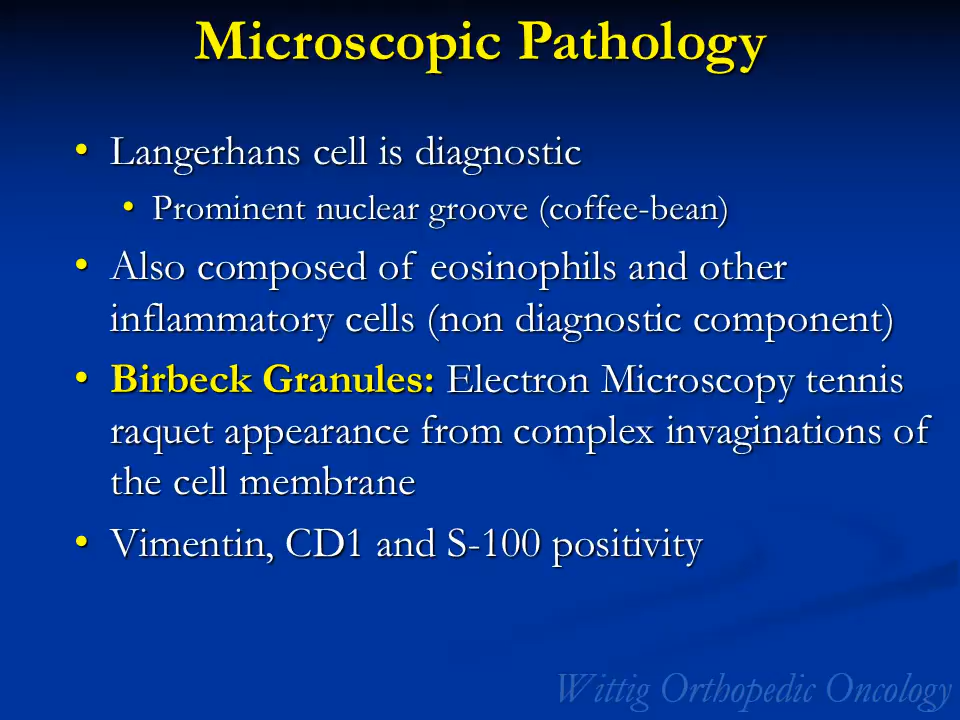 Microscopic Pathology
• Langerhans cell is diagnostic
• Prominent nuclear groove (coffee-bean)
• Also composed of eosinophils and other
inflammatory cells (non diagnostic component)
• Birbeck Granules: Electron Microscopy tennis
raquet appearance from complex invaginations of
the cell membrane
• Vimentin, CD1 and S-100 positivity
Wittig Orthopedic Oncology